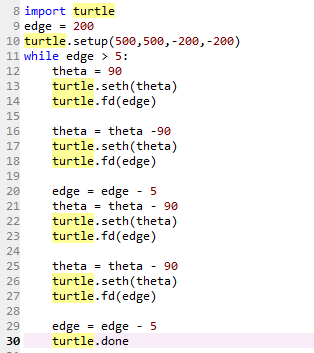 8 import turtle
9 edge = 200
10 turtle.setup(500,500,-200,-200)
11 while edge > 5:
12     theta = 90
13     turtle.seth(theta)
14     turtle.fd(edge)
15
16     theta = theta -90
17     turtle.seth(theta)
18     turtle.fd(edge)
19
20     edge = edge - 5
21     theta = theta - 90
22     turtle.seth(theta)
23     turtle.fd(edge)
24
25     theta = theta - 90
26     turtle.seth(theta)
27     turtle.fd(edge)
28
29     edge = edge - 5
30     turtle.done